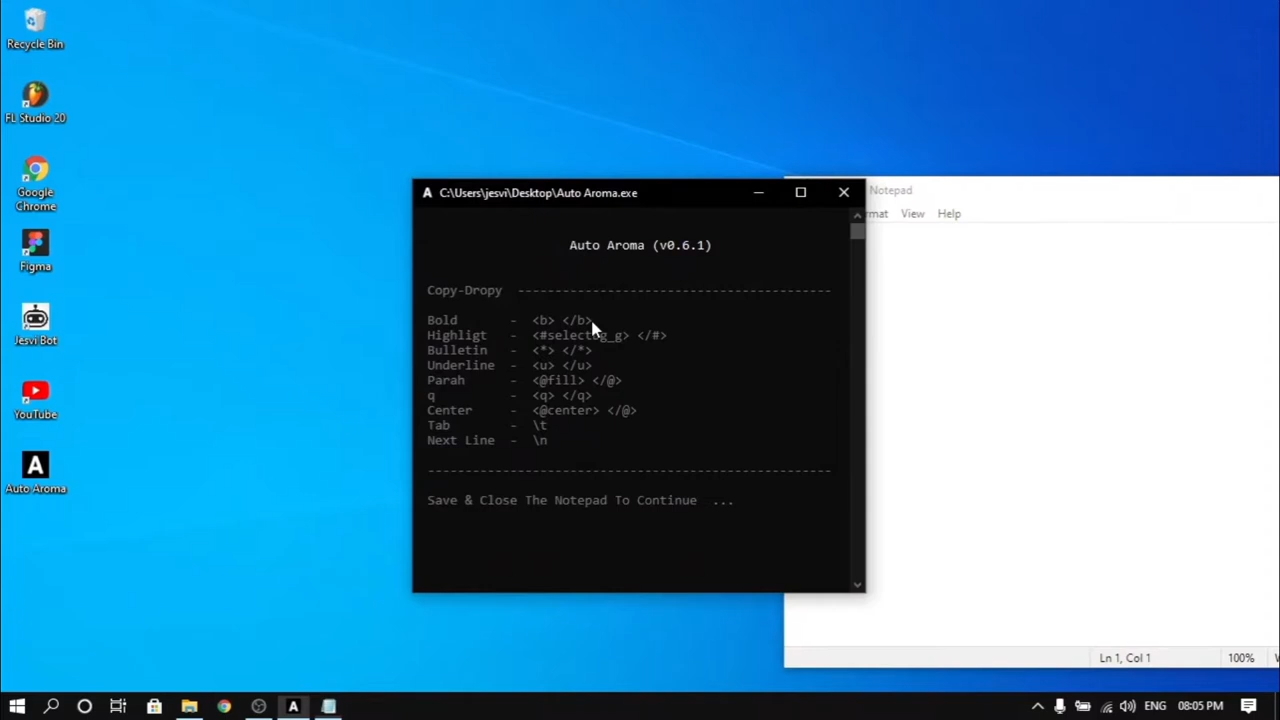 Recycle Bin
FL Studio 20
Google
Chrome
Figma
Jesvi Bot
YouTube
A
Auto Aroma
A C:\Users\jesvi\Desktop\Auto Aroma.exe
Auto Aroma (v0.6.1)
Copy-Dropy ------------------------------------------
Bold - <b> </b>
Highligt - </#>
Bulletin - <*> </*>
Underline - <u> </u>
Parah - <@fill> </@>
q - <q> </q>
Center - <@center> </@>
Tab - \t
Next Line - \n
------------------------------------------------------
Save & Close The Notepad To Continue ...
Notepad
rmat View Help
Ln 1, Col 1 100%
A
ENG 08:05 PM